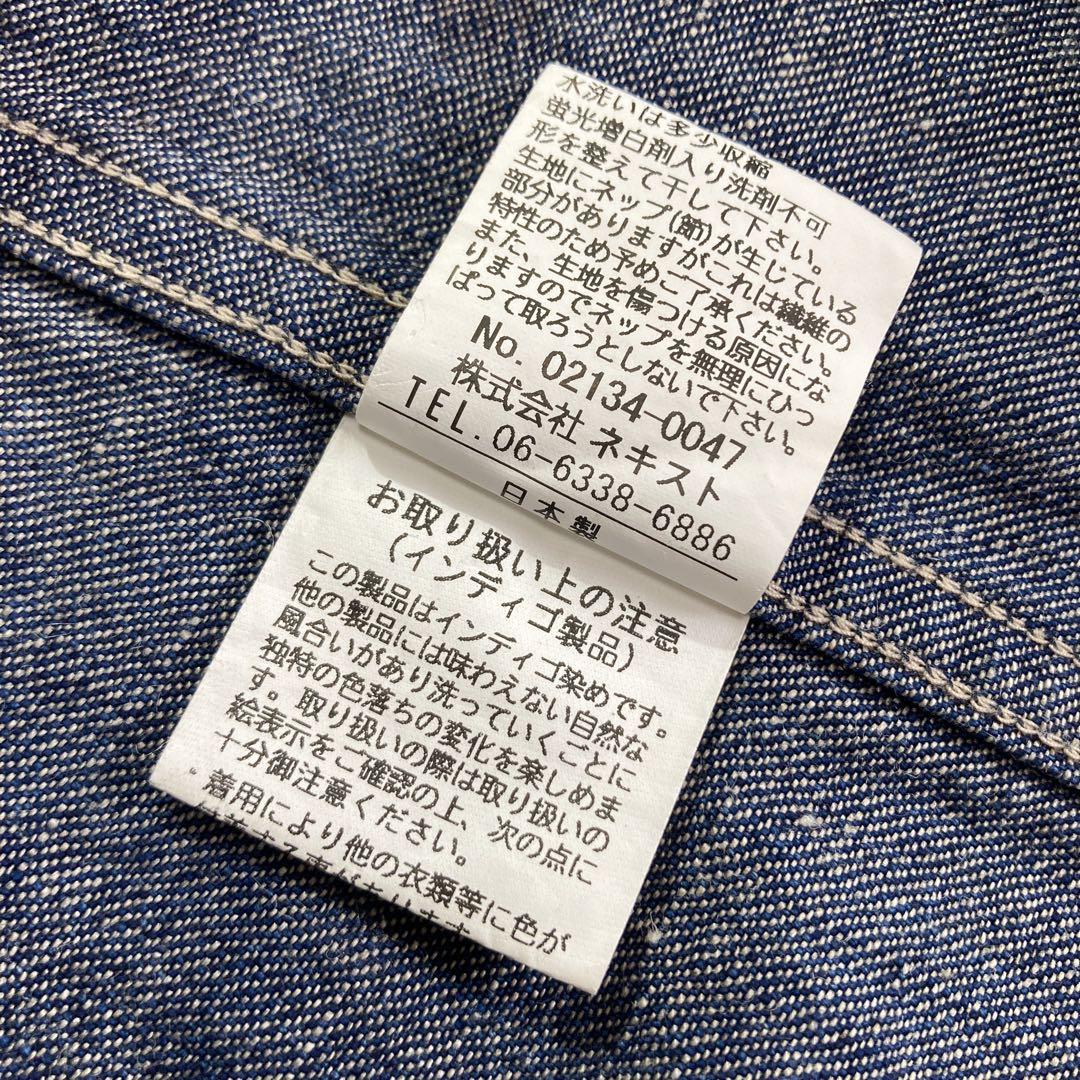 水洗いは多少収縮
蛍光増白剤入り洗剤不可
形を整えて干して下さい。
生地にネップ(節)が生じている
部分がありますがこれは繊維の
特性のため予めご了承ください。
また、生地を傷つける原因にな
りますのでネップを無理にひっ
ぱって取ろうとしないで下さい。
No. 02134-0047
株式会社 ネキスト
TEL. 06-6338-6886
日本製
お取り扱い上の注意
(インディゴ製品)
この製品はインディゴ染めです。
他の製品には味わえない自然な
風合いがあり洗っていくごとに
独特の色落ちの変化を楽しめま
す。取り扱いの際は取り扱いの
絵表示をご確認の上、次の点に
十分御注意ください。
・着用により他の衣類等に色が